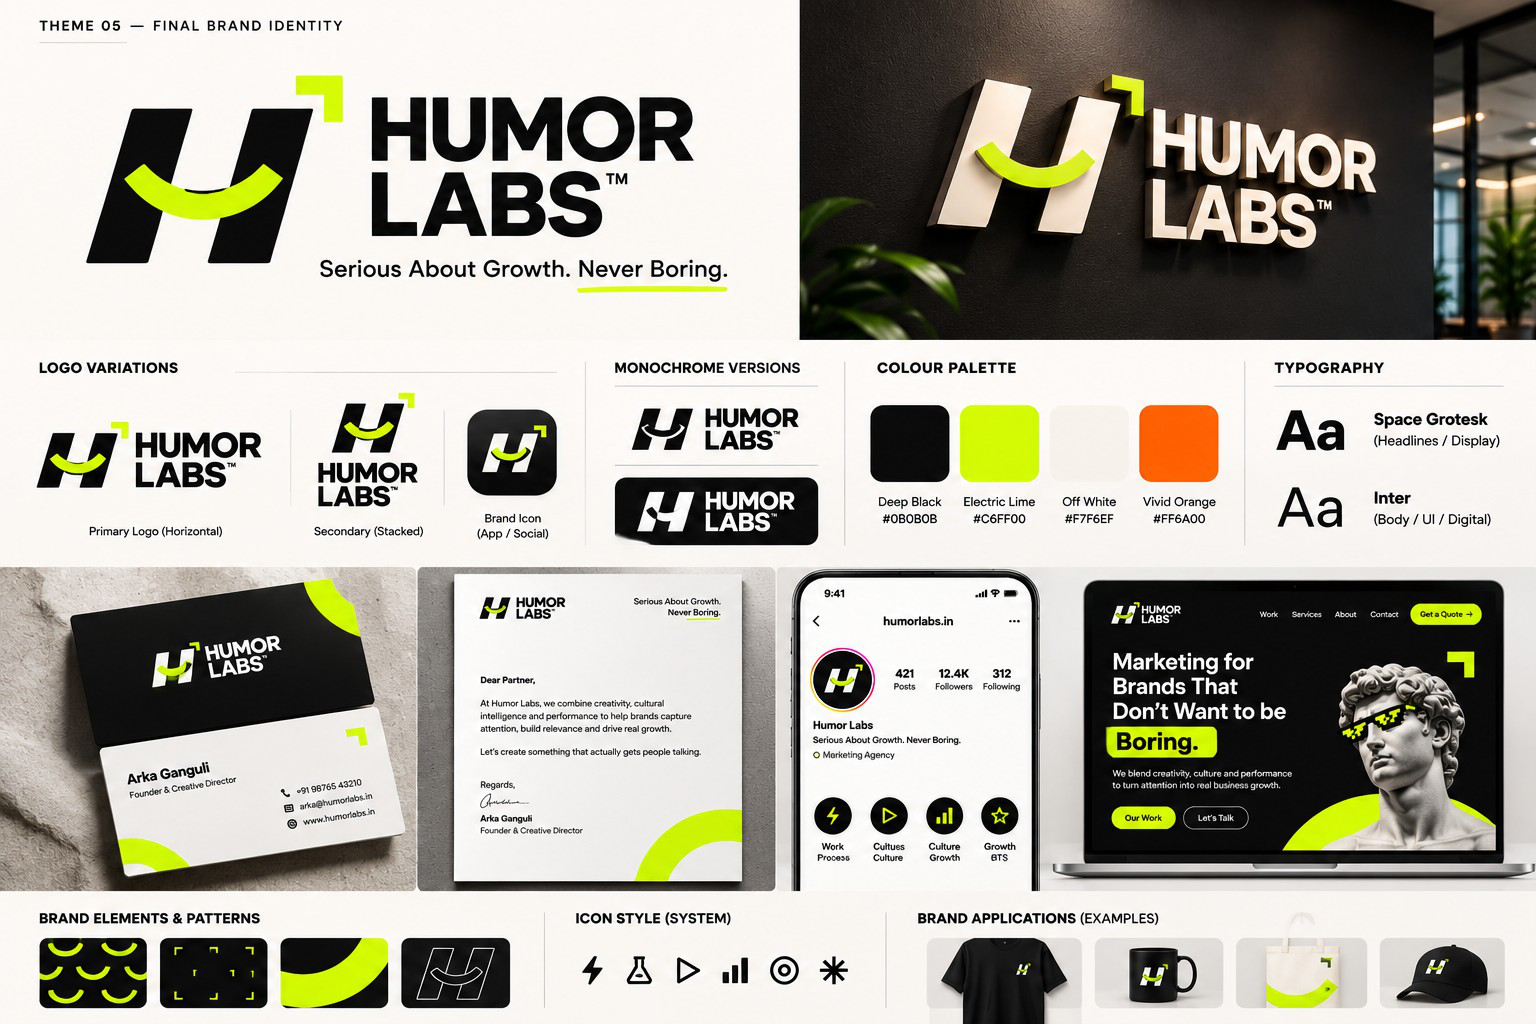 THEME 05 — FINAL BRAND IDENTITY
HUMOR
LABS™
Serious About Growth. Never Boring.
HUMOR
LABS™
LOGO VARIATIONS
HUMOR
LABS™
Primary Logo (Horizontal)
HUMOR
LABS™
Secondary (Stacked)
Brand Icon
(App / Social)
MONOCHROME VERSIONS
HUMOR
LABS™
HUMOR
LABS™
COLOUR PALETTE
Deep Black
#0B0B0B
Electric Lime
#C6FF00
Off White
#F7F6EF
Vivid Orange
#FF6A00
TYPOGRAPHY
Aa
Space Grotesk
(Headlines / Display)
Aa
Inter
(Body / UI / Digital)
HUMOR
LABS™
Arka Ganguli
Founder & Creative Director
+91 98765 43210
arka@humorlabs.in
www.humorlabs.in
HUMOR
LABS™
Serious About Growth.
Never Boring.
Dear Partner,
At Humor Labs, we combine creativity, cultural
intelligence and performance to help brands capture
attention, build relevance and drive real growth.
Let's create something that actually gets people talking.
Regards,
Arka Ganguli
Founder & Creative Director
9:41
humorlabs.in
421
Posts
12.4K
Followers
312
Following
Humor Labs
Serious About Growth. Never Boring.
Marketing Agency
Work
Process
Cultues
Culture
Culture
Growth
Growth
BTS
HUMOR
LABS™
Work Services About Contact Get a Quote →
Marketing for
Brands That
Don't Want to be
Boring.
We blend creativity, culture and performance
to turn attention into real business growth.
Our Work
Let's Talk
BRAND ELEMENTS & PATTERNS
ICON STYLE (SYSTEM)
BRAND APPLICATIONS (EXAMPLES)